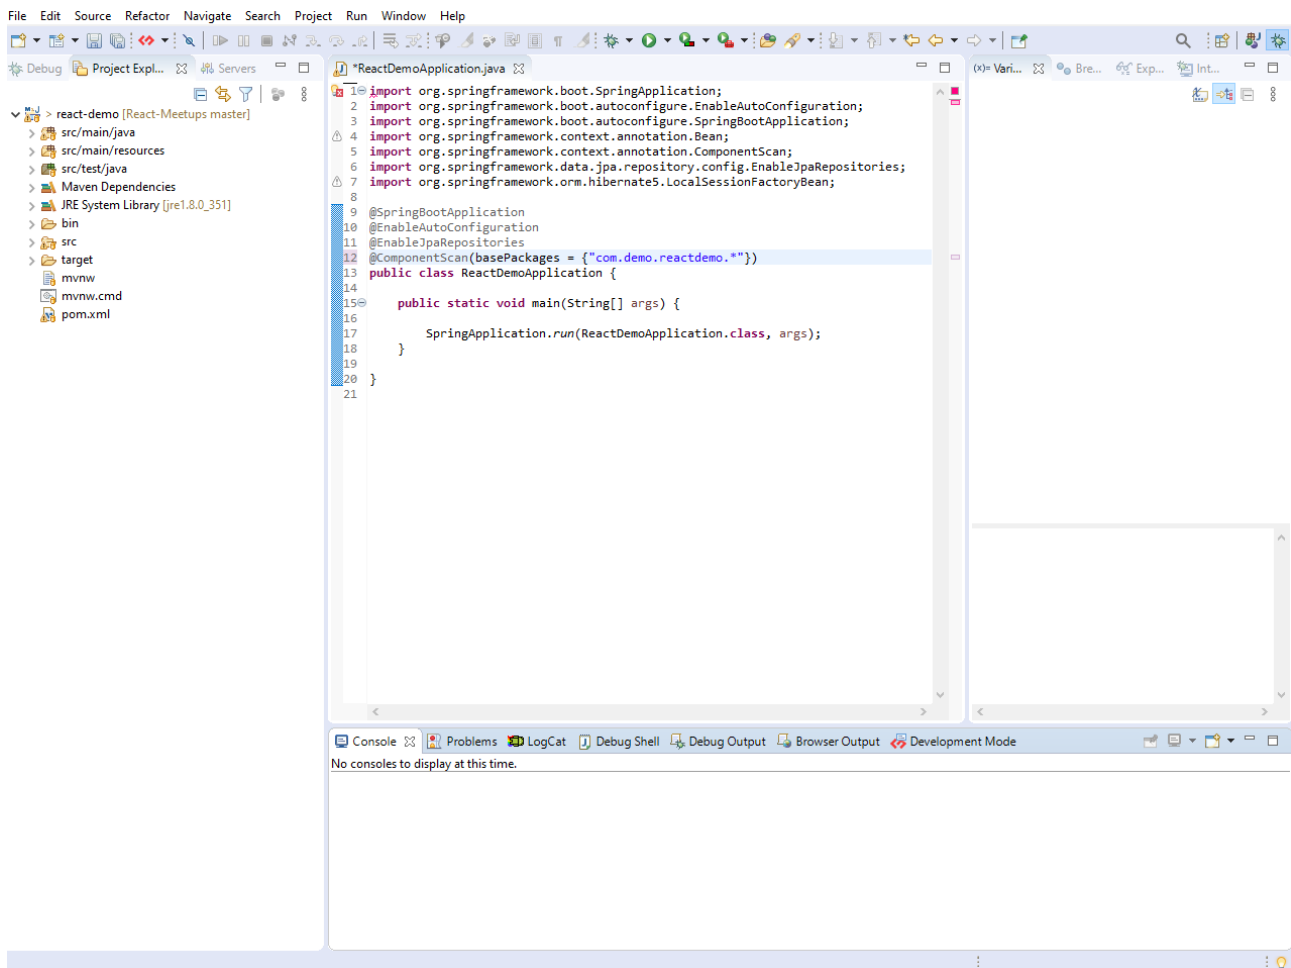 File Edit Source Refactor Navigate Search Project Run Window Help
Debug Project Expl... Servers
*ReactDemoApplication.java
(x)= Vari... Bre... Exp... Int...
> react-demo [React-Meetups master]
src/main/java
src/main/resources
src/test/java
Maven Dependencies
JRE System Library [jre1.8.0_351]
bin
src
target
mvnw
mvnw.cmd
pom.xml
1 import org.springframework.boot.SpringApplication;
2 import org.springframework.boot.autoconfigure.EnableAutoConfiguration;
3 import org.springframework.boot.autoconfigure.SpringBootApplication;
4 import org.springframework.context.annotation.Bean;
5 import org.springframework.context.annotation.ComponentScan;
6 import org.springframework.data.jpa.repository.config.EnableJpaRepositories;
7 import org.springframework.orm.hibernate5.LocalSessionFactoryBean;
8
9 @SpringBootApplication
10 @EnableAutoConfiguration
11 @EnableJpaRepositories
12 @ComponentScan(basePackages = {"com.demo.reactdemo.*"})
13 public class ReactDemoApplication {
14
15 public static void main(String[] args) {
16
17 SpringApplication.run(ReactDemoApplication.class, args);
18 }
19
20 }
21
Console Problems LogCat Debug Shell Debug Output Browser Output Development Mode
No consoles to display at this time.